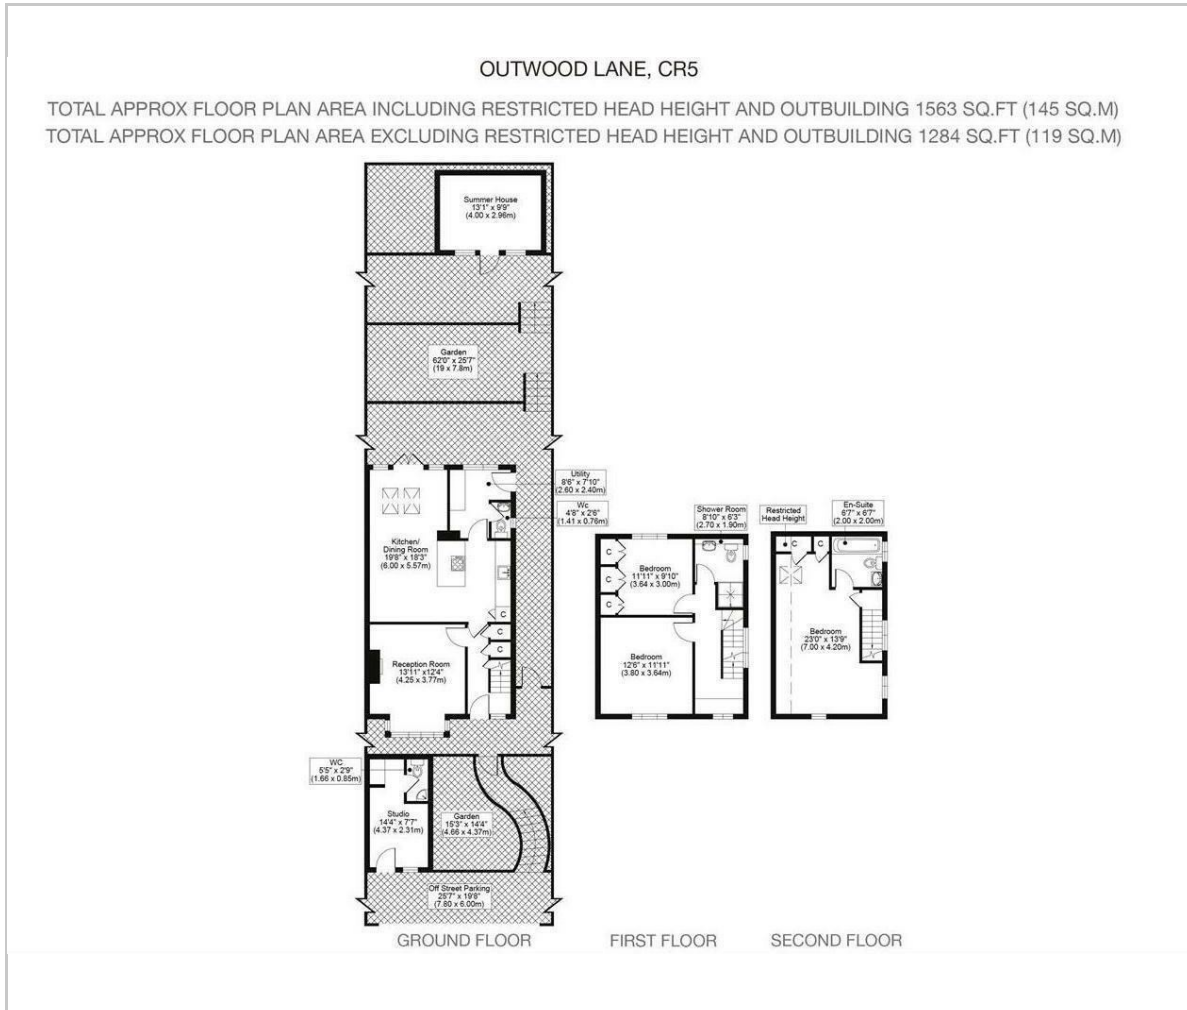 OUTWOOD LANE, CR5
TOTAL APPROX FLOOR PLAN AREA INCLUDING RESTRICTED HEAD HEIGHT AND OUTBUILDING 1563 SQ.FT (145 SQ.M)
TOTAL APPROX FLOOR PLAN AREA EXCLUDING RESTRICTED HEAD HEIGHT AND OUTBUILDING 1284 SQ.FT (119 SQ.M)
Summer House
13'1" x 9'9"
(4.00 x 2.96m)
Garden
62'0" x 25'7"
(19 x 7.8m)
Utility
8'6" x 7'10"
(2.60 x 2.40m)
Wc
4'8" x 2'6"
(1.41 x 0.76m)
Kitchen/
Dining Room
19'8" x 18'3"
(6.00 x 5.57m)
C
C
C
Reception Room
13'11" x 12'4"
(4.25 x 3.77m)
WC
5'5" x 2'9"
(1.66 x 0.85m)
Studio
14'4" x 7'7"
(4.37 x 2.31m)
Garden
15'3" x 14'4"
(4.66 x 4.37m)
Off Street Parking
25'7" x 19'8"
(7.80 x 6.00m)
GROUND FLOOR
Shower Room
8'10" x 6'3"
(2.70 x 1.90m)
C
C
C
Bedroom
11'11" x 9'10"
(3.64 x 3.00m)
Bedroom
12'6" x 11'11"
(3.80 x 3.64m)
FIRST FLOOR
Restricted
Head Height
En-Suite
6'7" x 6'7"
(2.00 x 2.00m)
C
C
Bedroom
23'0" x 13'9"
(7.00 x 4.20m)
SECOND FLOOR